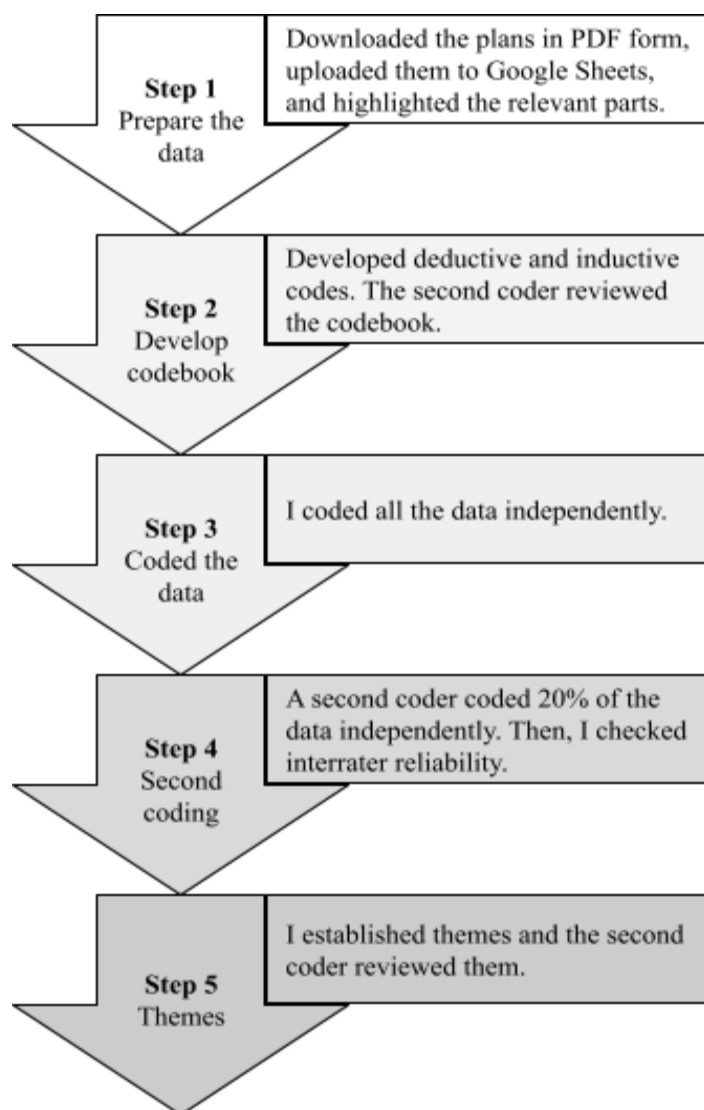 Step 1
Prepare the
data
Downloaded the plans in PDF form,
uploaded them to Google Sheets,
and highlighted the relevant parts.
Step 2
Develop
codebook
Developed deductive and inductive
codes. The second coder reviewed
the codebook.
Step 3
Coded the
data
I coded all the data independently.
Step 4
Second
coding
A second coder coded 20% of the
data independently. Then, I checked
interrater reliability.
Step 5
Themes
I established themes and the second
coder reviewed them.